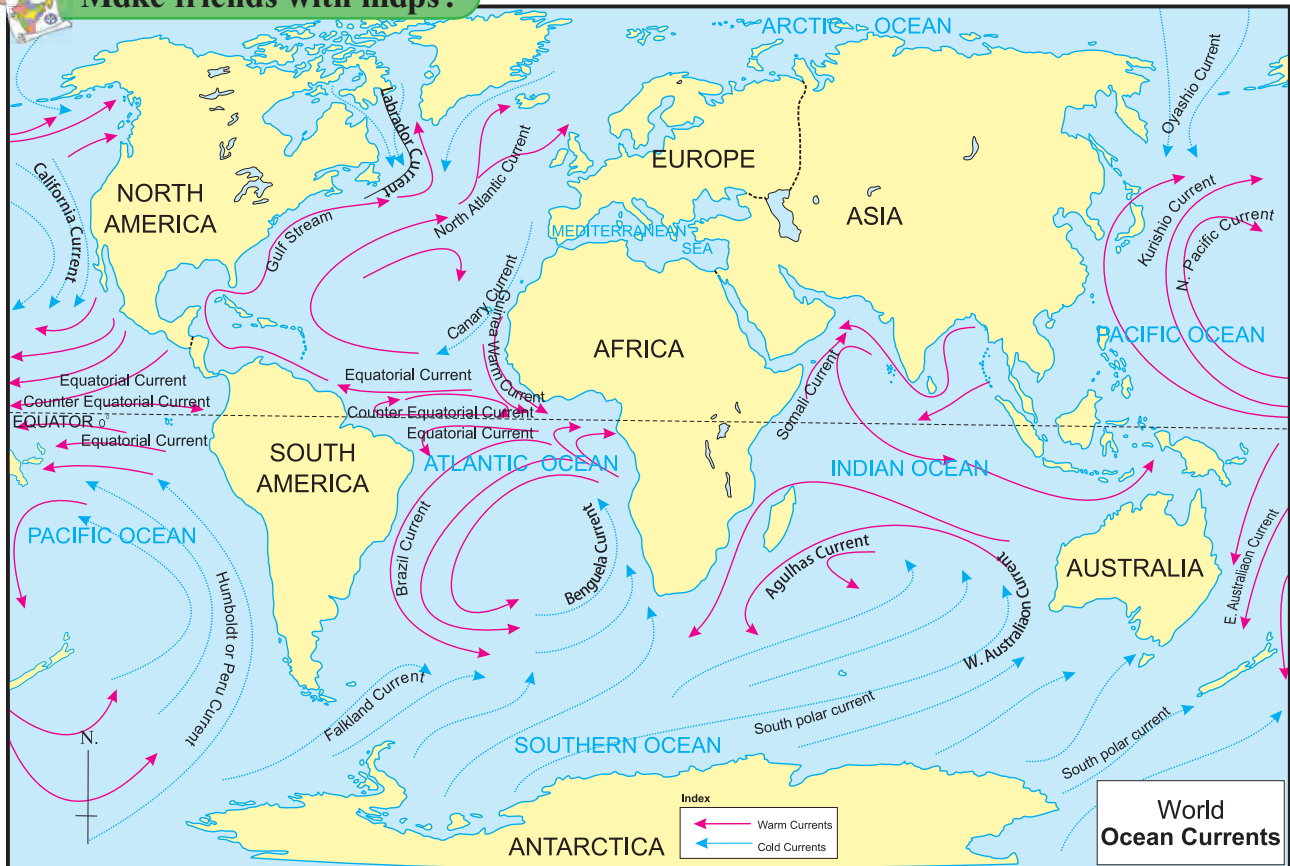 Make friends with maps!
ARCTIC OCEAN
Oyashio Current
Labrador Current
NORTH
AMERICA
California Current
Gulf Stream
North Atlantic Current
EUROPE
ASIA
MEDITERRANEAN
SEA
Kurishio Current
N. Pacific Current
Canary Current
Guinea Warm Current
AFRICA
PACIFIC OCEAN
Equatorial Current
Counter Equatorial Current
EQUATOR 0°
Equatorial Current
Equatorial Current
Counter Equatorial Current
Equatorial Current
Somali Current
SOUTH
AMERICA
ATLANTIC OCEAN
INDIAN OCEAN
PACIFIC OCEAN
Humboldt or Peru Current
Brazil Current
Benguela Current
Agulhas Current
W. Australiaon Current
AUSTRALIA
E. Australiaon Current
Falkland Current
South polar current
South polar current
N.
SOUTHERN OCEAN
ANTARCTICA
Index
Warm Currents
Cold Currents
World
Ocean Currents